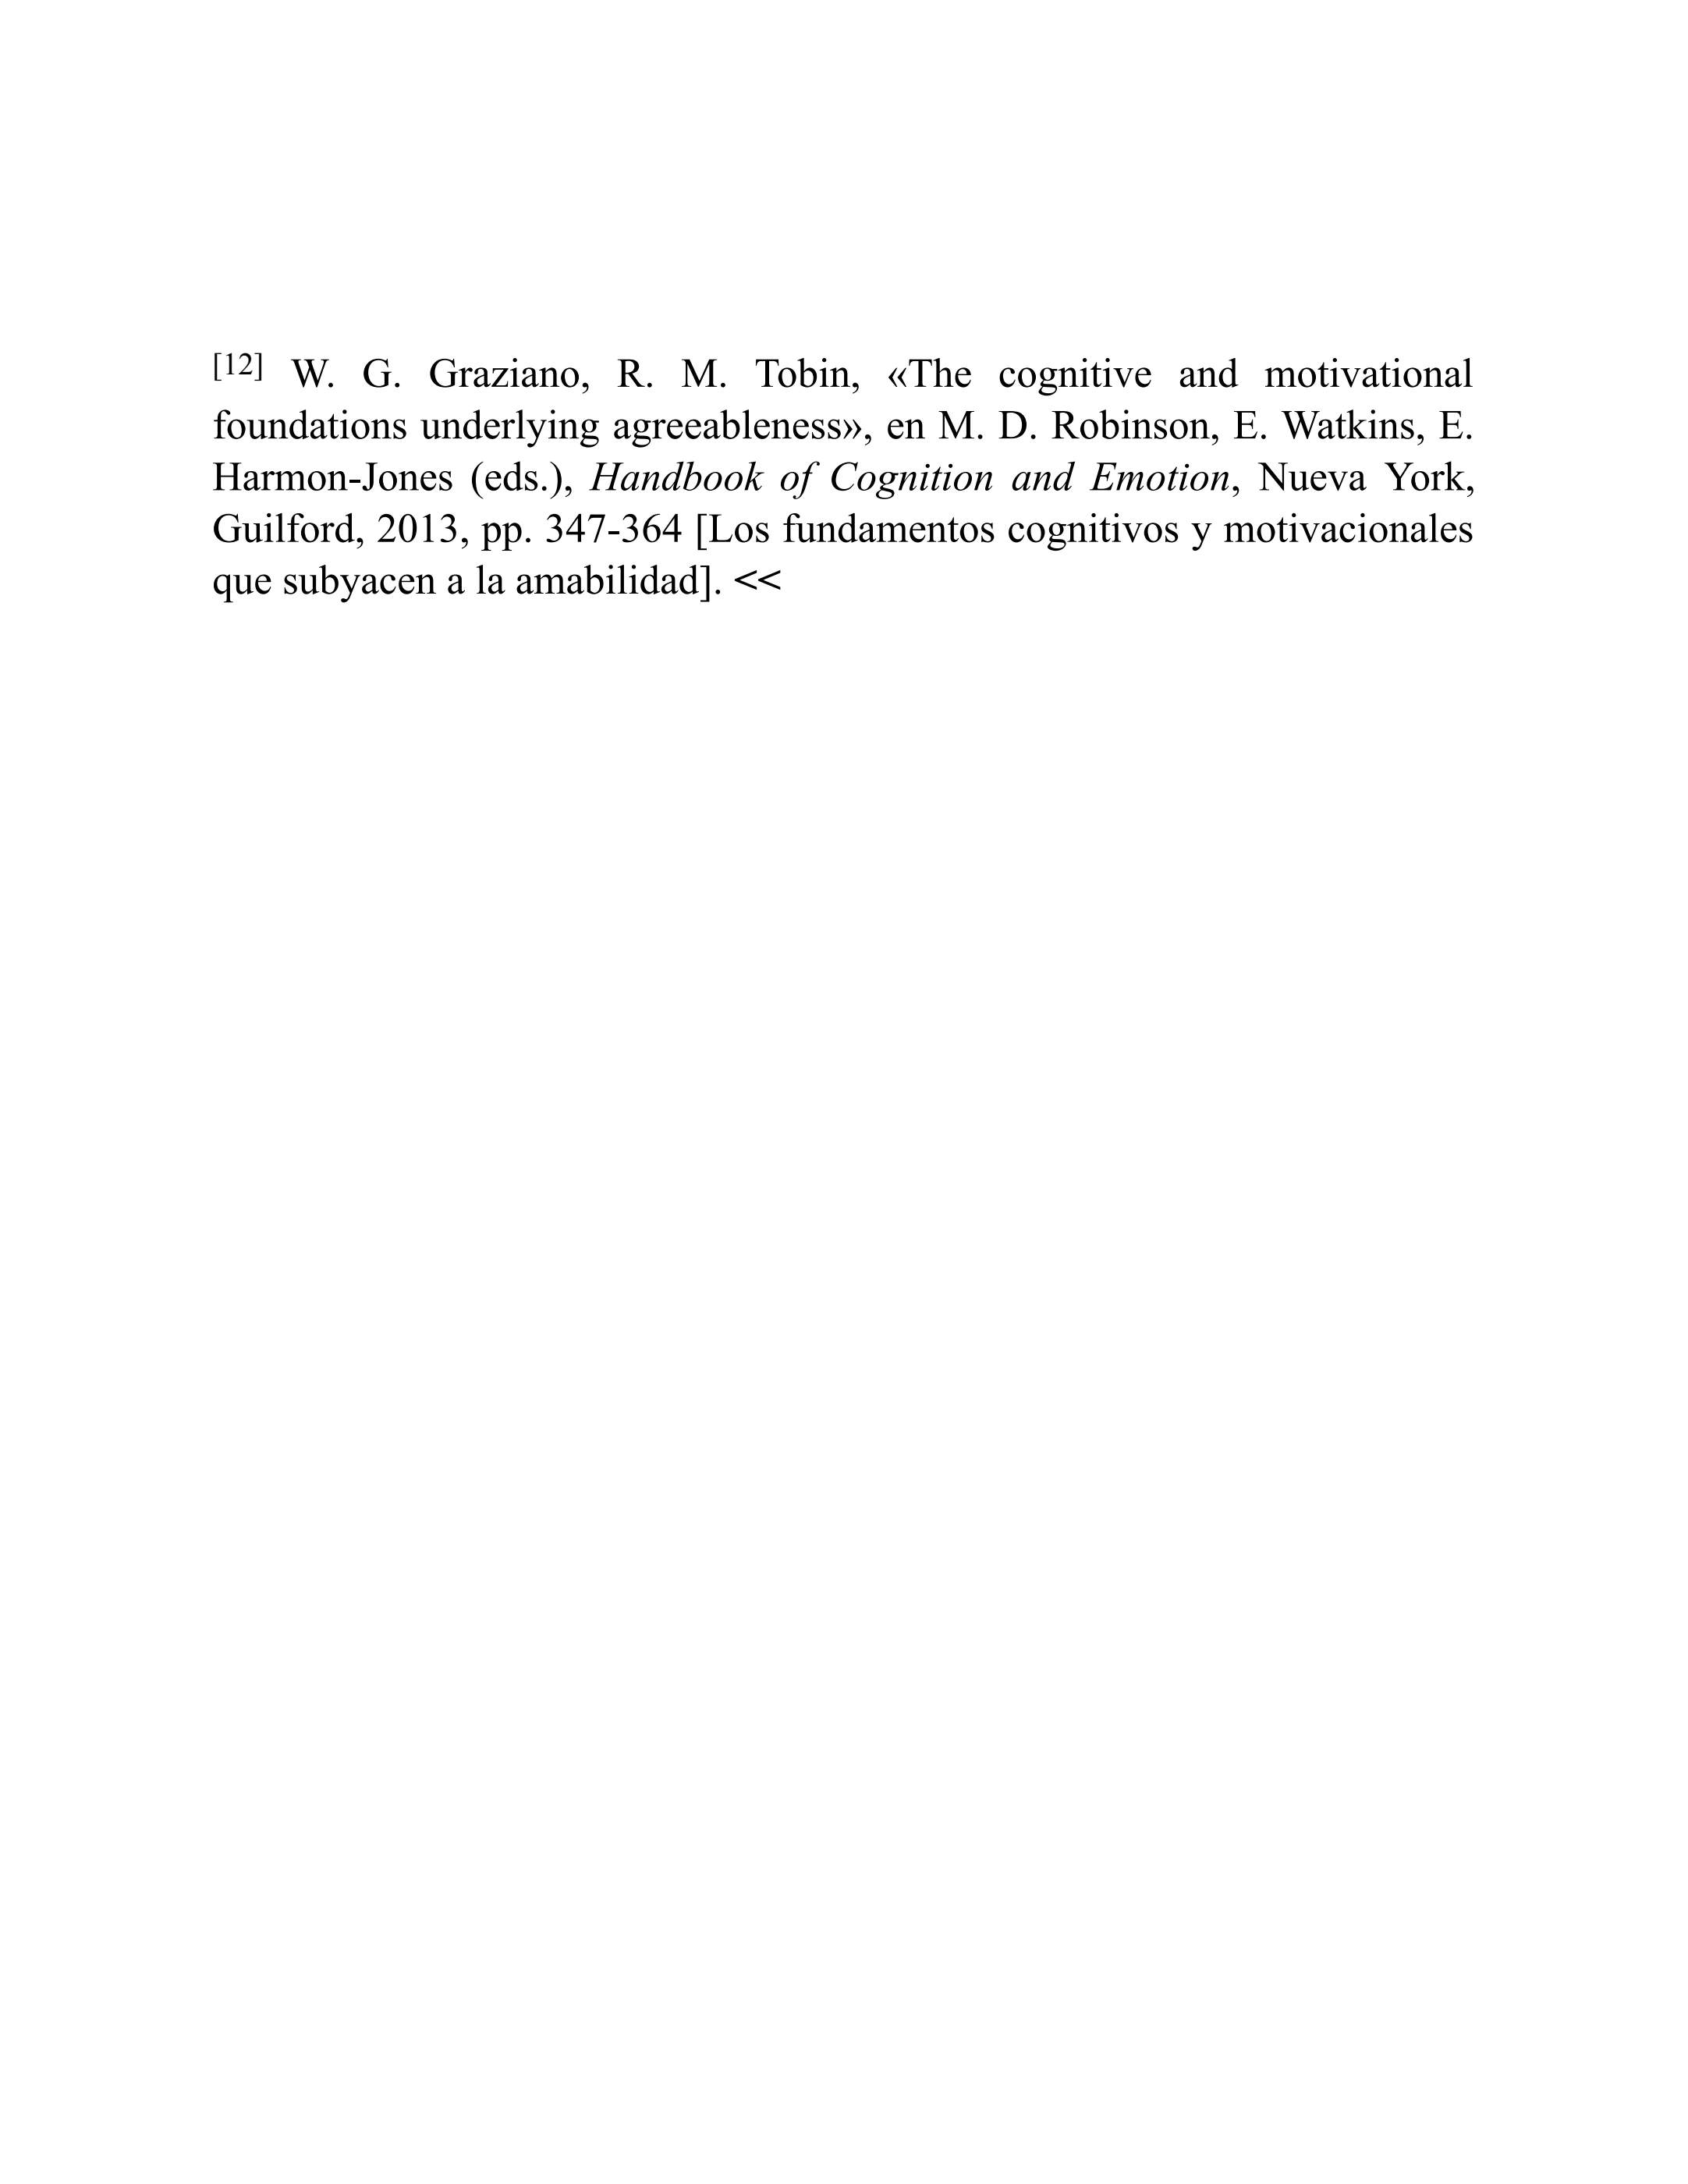 [12] W. G. Graziano, R. M. Tobin, «The cognitive and motivational
foundations underlying agreeableness», en M. D. Robinson, E. Watkins, E.
Harmon-Jones (eds.), Handbook of Cognition and Emotion, Nueva York,
Guilford, 2013, pp. 347-364 [Los fundamentos cognitivos y motivacionales
que subyacen a la amabilidad]. <<